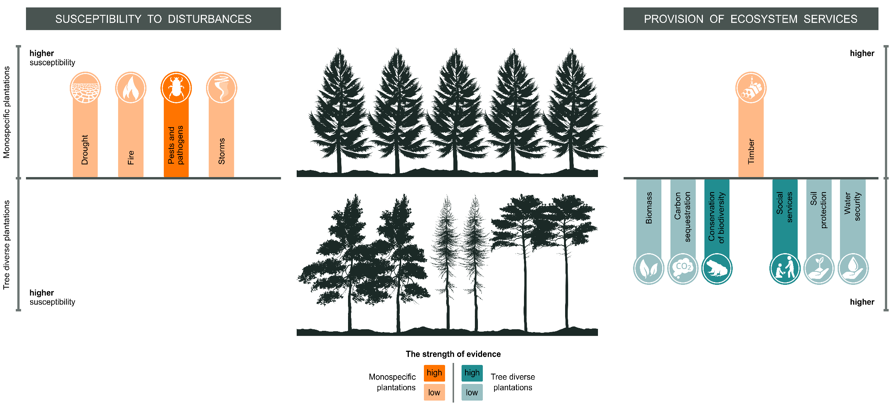 SUSCEPTIBILITY TO DISTURBANCES
PROVISION OF ECOSYSTEM SERVICES
Monospecific plantations
Tree diverse plantations
higher
susceptibility
Drought
Fire
Pests and
pathogens
Storms
higher
susceptibility
higher
Timber
Biomass
Carbon
sequestration
Conservation
of biodiversity
Social
services
Soil
protection
Water
security
CO2
higher
The strength of evidence
Monospecific
plantations
high
low
high
low
Tree diverse
plantations